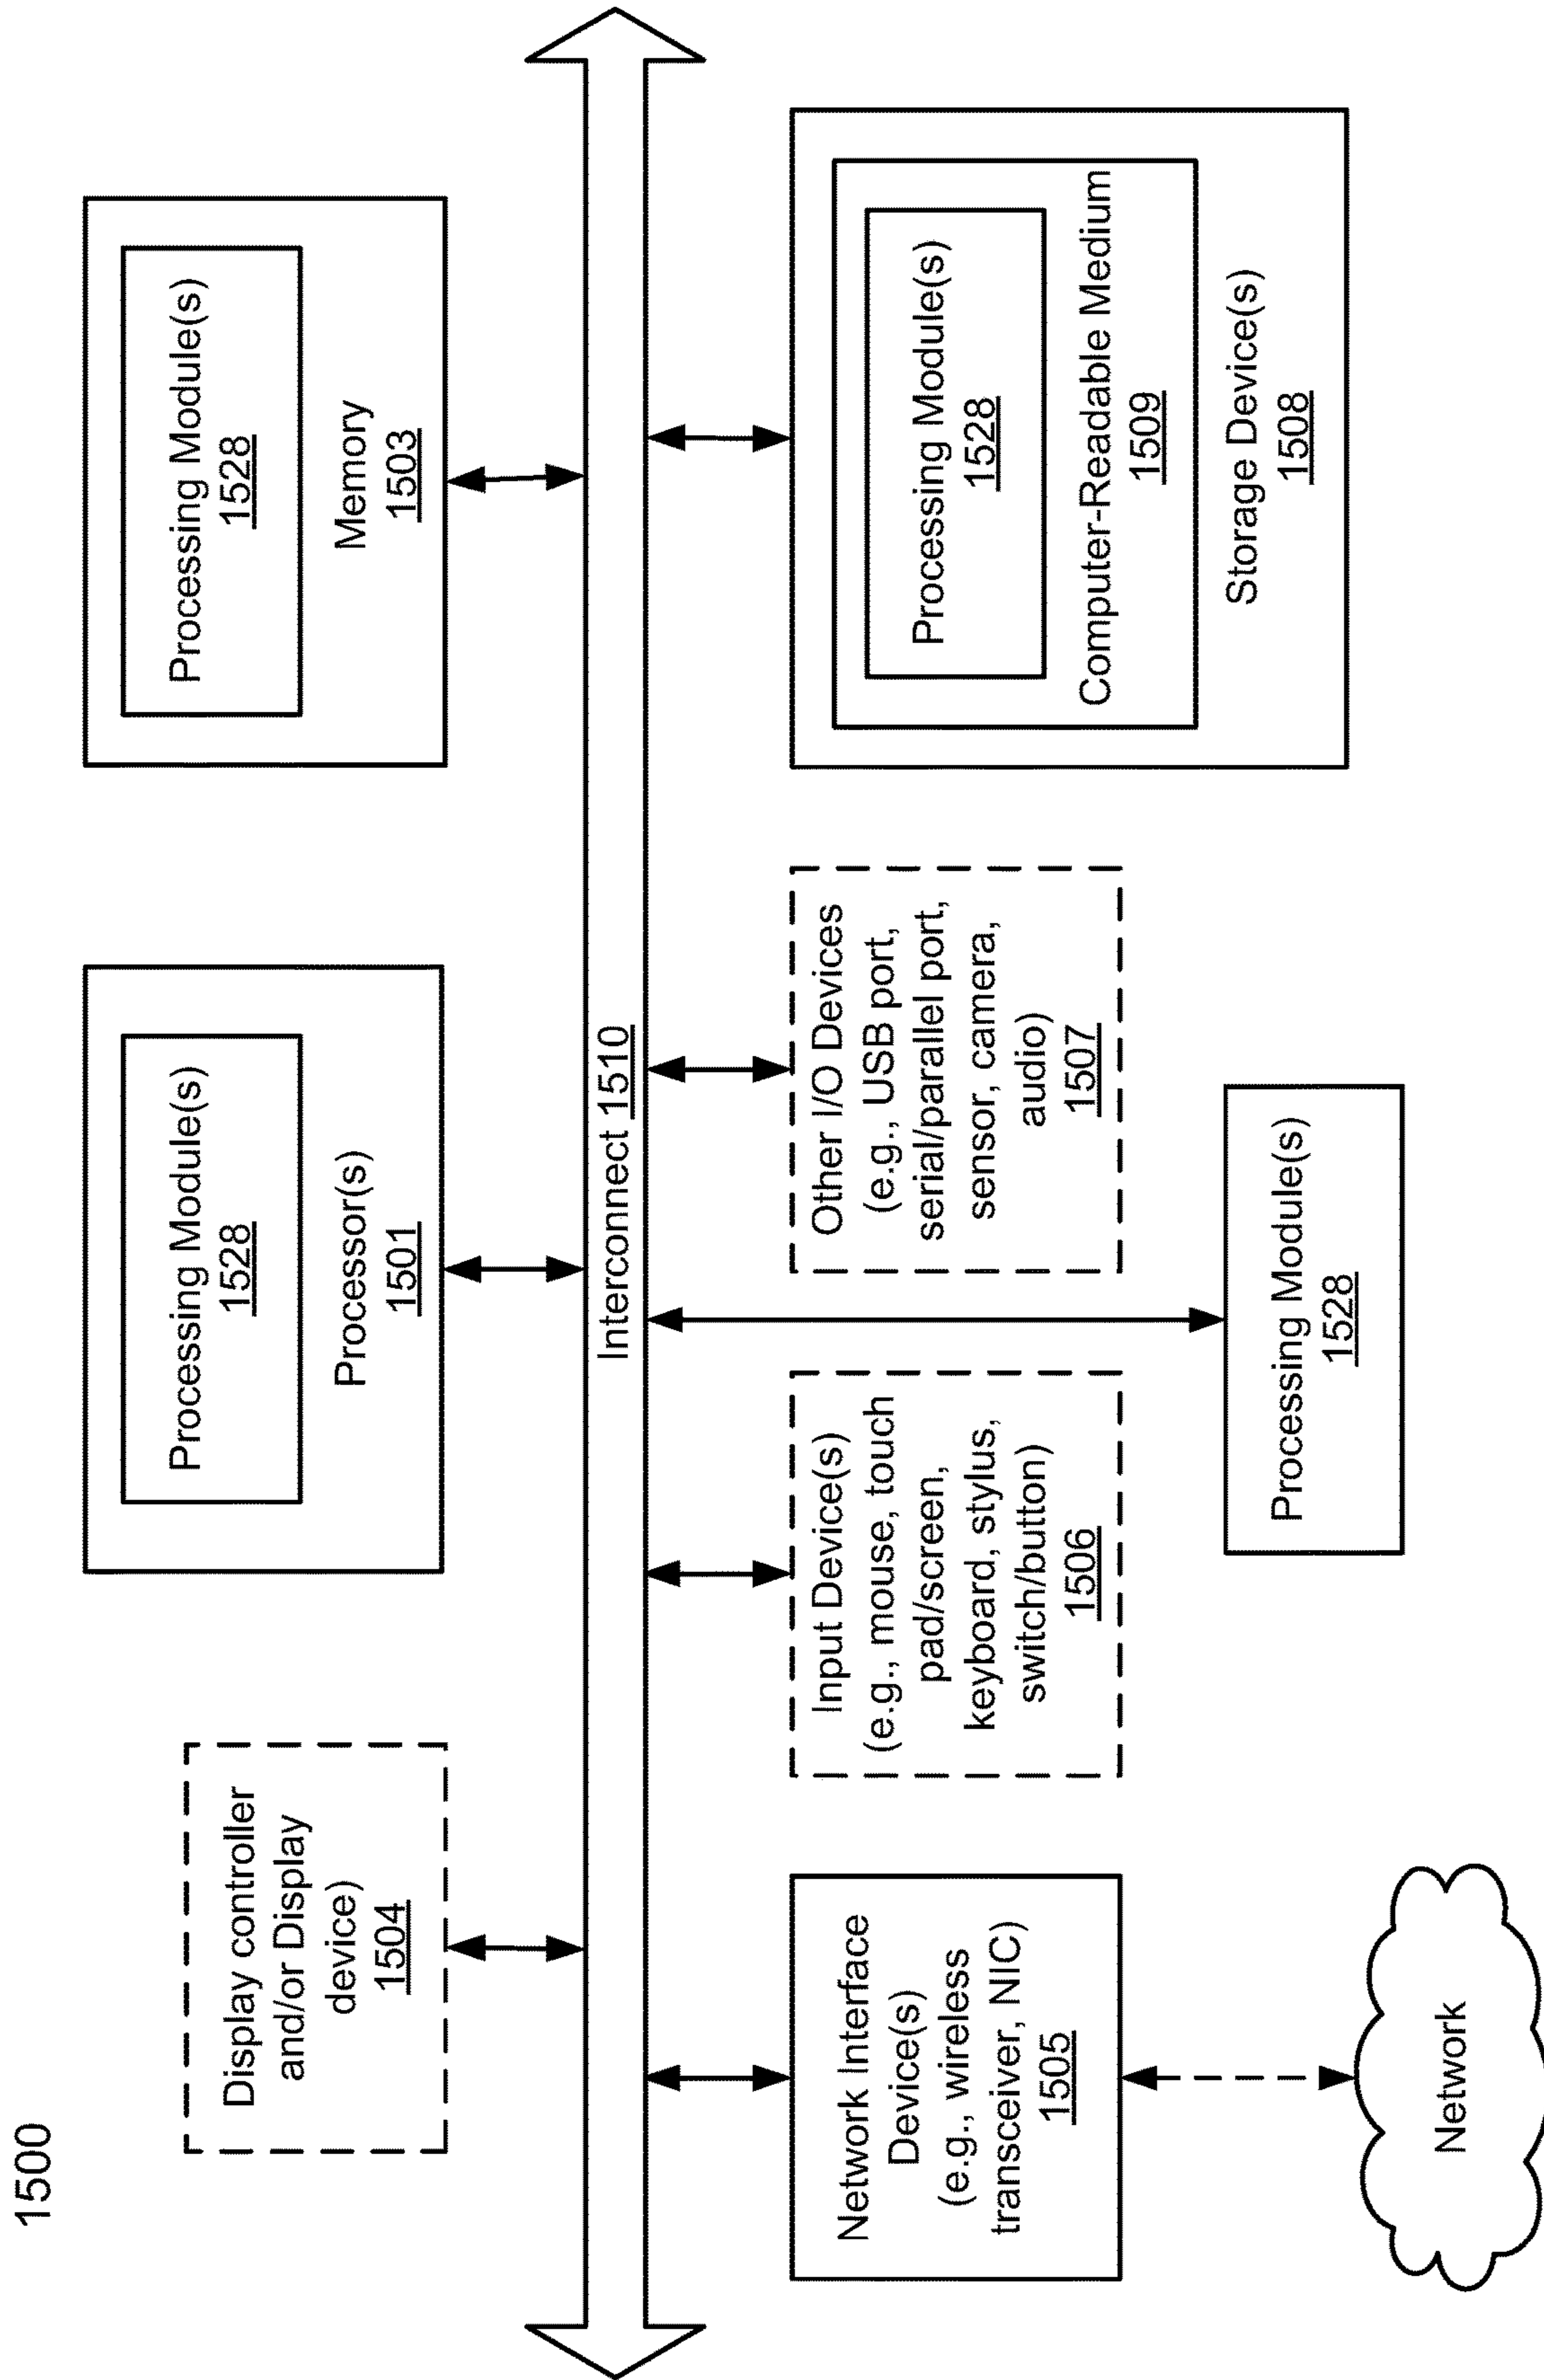 1500
Display controller
and/or Display
device)
1504
Processing Module(s)
1528
Processor(s)
1501
Processing Module(s)
1528
Memory
1503
Interconnect 1510
Network Interface
Device(s)
(e.g., wireless
transceiver, NIC)
1505
Input Device(s)
(e.g., mouse, touch
pad/screen,
keyboard, stylus,
switch/button)
1506
Other I/O Devices
(e.g., USB port,
serial/parallel port,
sensor, camera,
audio)
1507
Processing Module(s)
1528
Computer-Readable Medium
1509
Storage Device(s)
1508
Network
Processing Module(s)
1528